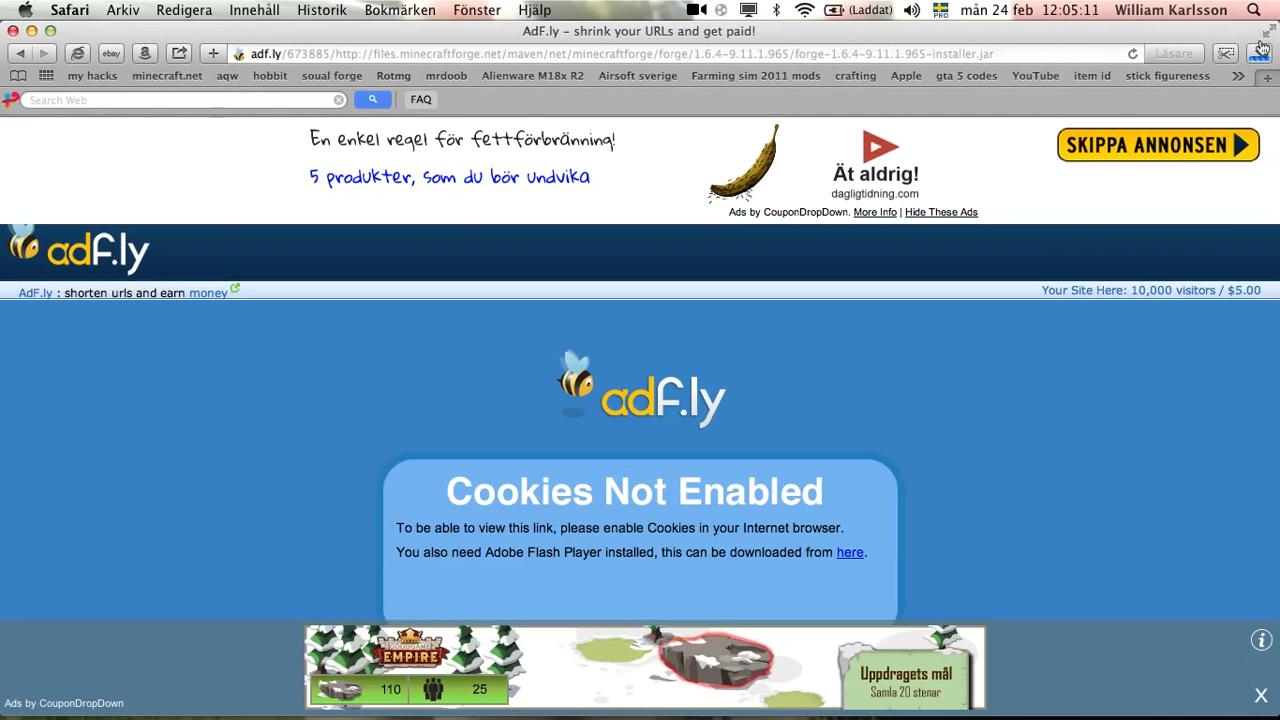 Safari Arkiv Redigera Innehåll Historik Bokmärken Fönster Hjälp (Laddat) PRO mån 24 feb 12:05:11 William Karlsson
AdF.ly – shrink your URLs and get paid!
ebay adf.ly/673885/http://files.minecraftforge.net/maven/net/minecraftforge/forge/1.6.4-9.11.1.965/forge-1.6.4-9.11.1.965-installer.jar Läsare
my hacks minecraft.net aqw hobbit soual forge Rotmg mrdoob Alienware M18x R2 Airsoft sverige Farming sim 2011 mods crafting Apple gta 5 codes YouTube item id stick figureness
Search Web FAQ
En enkel regel för fettförbränning!
5 produkter, som du bör undvika
Ät aldrig!
dagligtidning.com
SKIPPA ANNONSEN
Ads by CouponDropDown. More Info | Hide These Ads
adf.ly
AdF.ly : shorten urls and earn money
Your Site Here: 10,000 visitors / $5.00
adf.ly
Cookies Not Enabled
To be able to view this link, please enable Cookies in your Internet browser.
You also need Adobe Flash Player installed, this can be downloaded from here.
GOODGAME
EMPIRE
110 25
Uppdragets mål
Samla 20 stenar
Ads by CouponDropDown
X